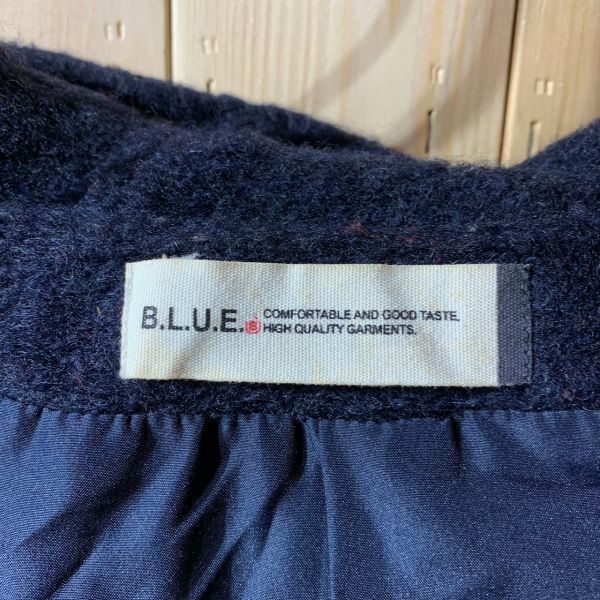 B.L.U.E.
COMFORTABLE AND GOOD TASTE.
HIGH QUALITY GARMENTS.